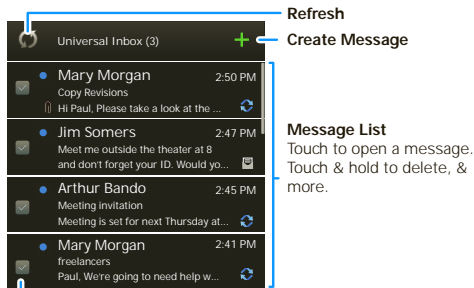 Refresh
Universal Inbox (3)
Create Message
Mary Morgan 2:50 PM
Copy Revisions
Hi Paul, Please take a look at the ...
Jim Somers 2:47 PM
Meet me outside the theater at 8
and don't forget your ID. Would yo...
Arthur Bando 2:45 PM
Meeting invitation
Meeting is set for next Thursday at...
Mary Morgan 2:41 PM
freelancers
Paul, We're going to need help w...
Message List
Touch to open a message.
Touch & hold to delete, &
more.